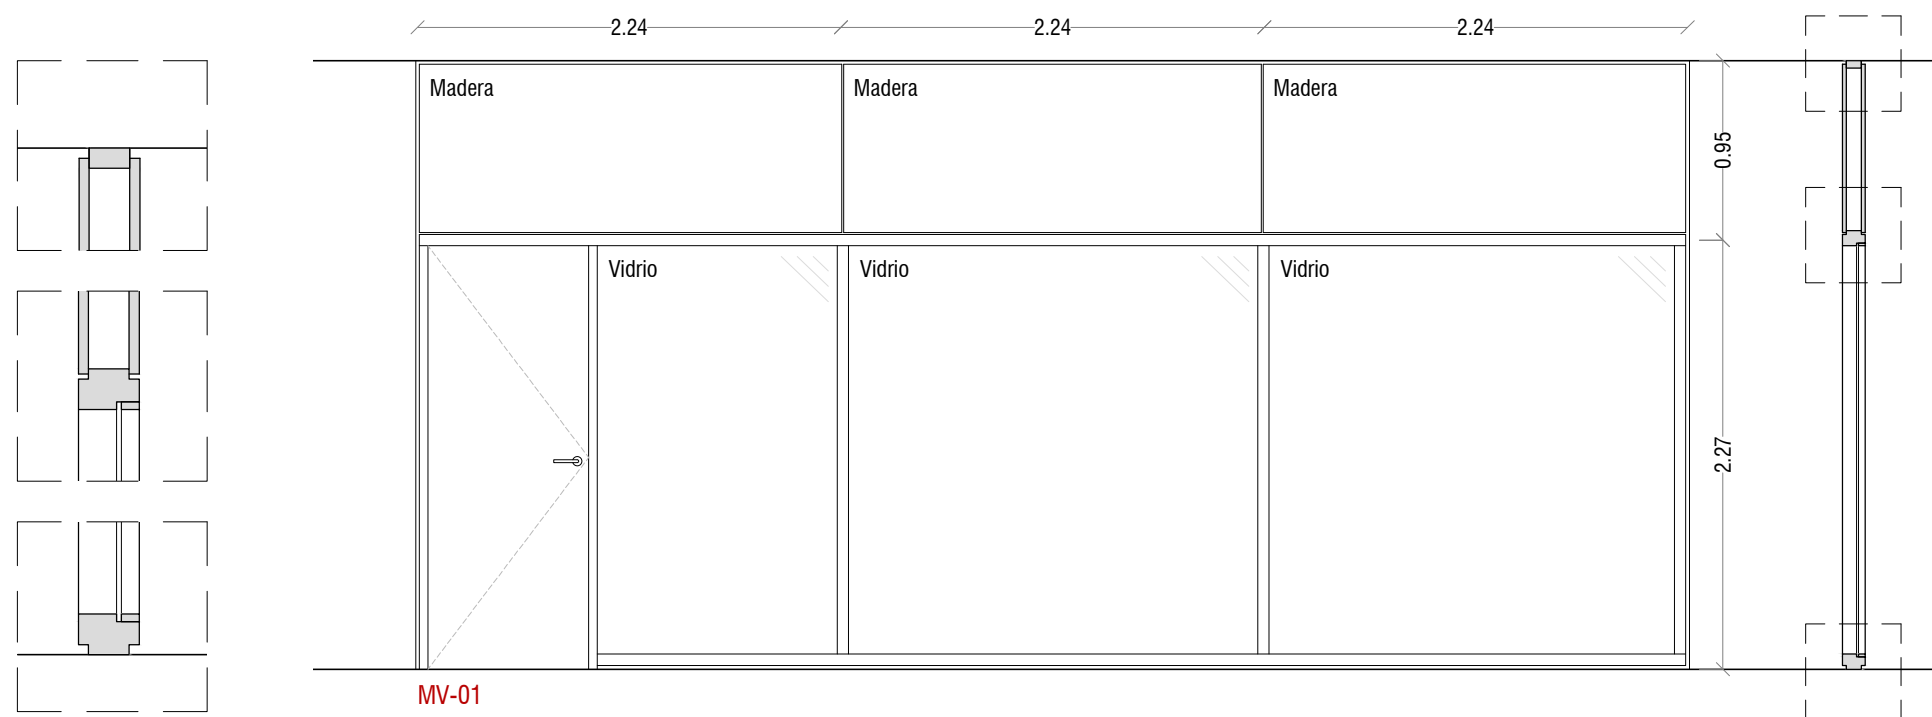 2.24 2.24 2.24
Madera Madera Madera
0.95
Vidrio Vidrio Vidrio
2.27
MV-01